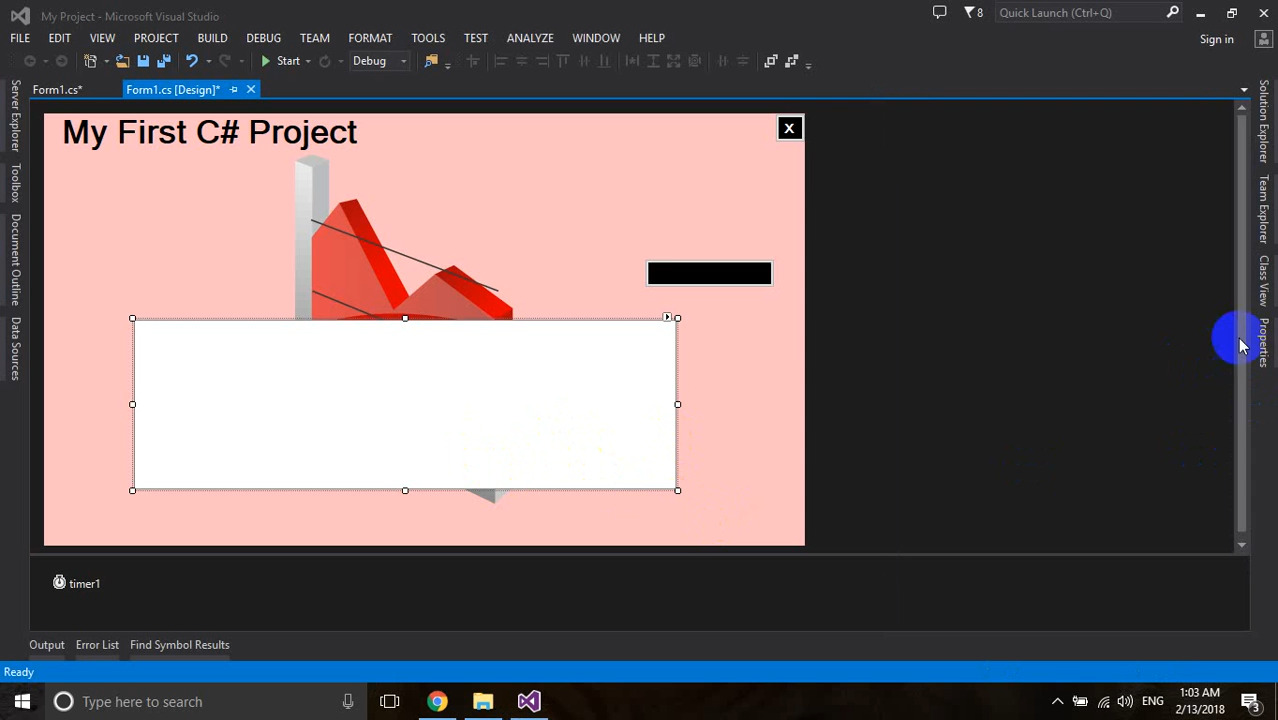 My Project - Microsoft Visual Studio
8
Quick Launch (Ctrl+Q)
FILE EDIT VIEW PROJECT BUILD DEBUG TEAM FORMAT TOOLS TEST ANALYZE WINDOW HELP
Sign in
Start
Debug
Form1.cs*
Form1.cs [Design]*
Server Explorer
Toolbox
Document Outline
Data Sources
My First C# Project
X
Solution Explorer
Team Explorer
Class View
Properties
timer1
Output Error List Find Symbol Results
Ready
Type here to search
ENG
1:03 AM
2/13/2018
3